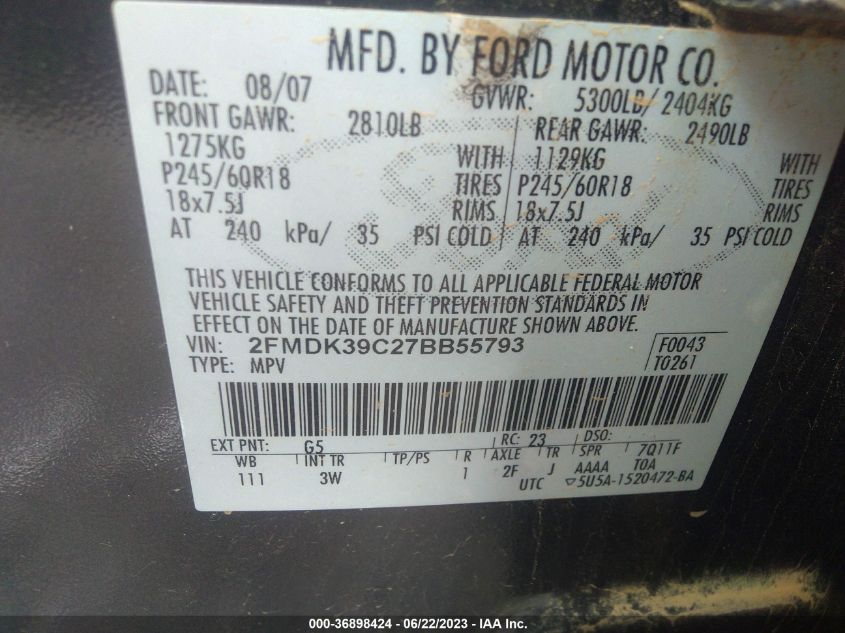 MFD. BY FORD MOTOR CO.
DATE: 08/07 GVWR: 5300LB/ 2404KG
FRONT GAWR: 2810LB REAR GAWR: 2490LB
1275KG WITH 1129KG WITH
P245/60R18 TIRES P245/60R18 TIRES
18x7.5J RIMS 18x7.5J RIMS
AT 240 kPa/ 35 PSI COLD AT 240 kPa/ 35 PSI COLD
THIS VEHICLE CONFORMS TO ALL APPLICABLE FEDERAL MOTOR
VEHICLE SAFETY AND THEFT PREVENTION STANDARDS IN
EFFECT ON THE DATE OF MANUFACTURE SHOWN ABOVE.
VIN: 2FMDK39C27BB55793 F0043
TYPE: MPV T0261
EXT PNT: G5 RC: 23 DSO:
WB INT TR TP/PS R AXLE TR SPR 7Q11F
111 3W 1 2F J AAAA T0A
UTC ▽5U5A-1520472-BA
000-36898424 - 06/22/2023 - IAA Inc.